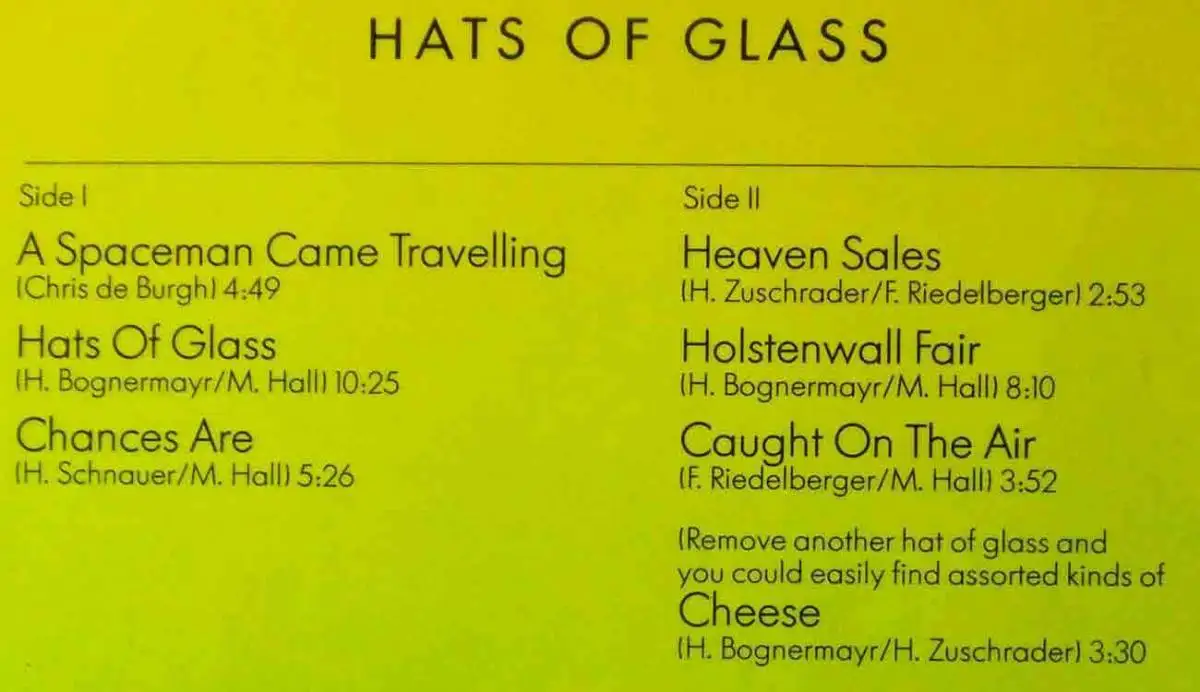 HATS OF GLASS
Side I
A Spaceman Came Travelling
(Chris de Burgh) 4:49
Hats Of Glass
(H. Bognermayr/M. Hall) 10:25
Chances Are
(H. Schnauer/M. Hall) 5:26
Side II
Heaven Sales
(H. Zuschrader/F. Riedelberger) 2:53
Holstenwall Fair
(H. Bognermayr/M. Hall) 8:10
Caught On The Air
(F. Riedelberger/M. Hall) 3:52
(Remove another hat of glass and
you could easily find assorted kinds of
Cheese
(H. Bognermayr/H. Zuschrader) 3:30